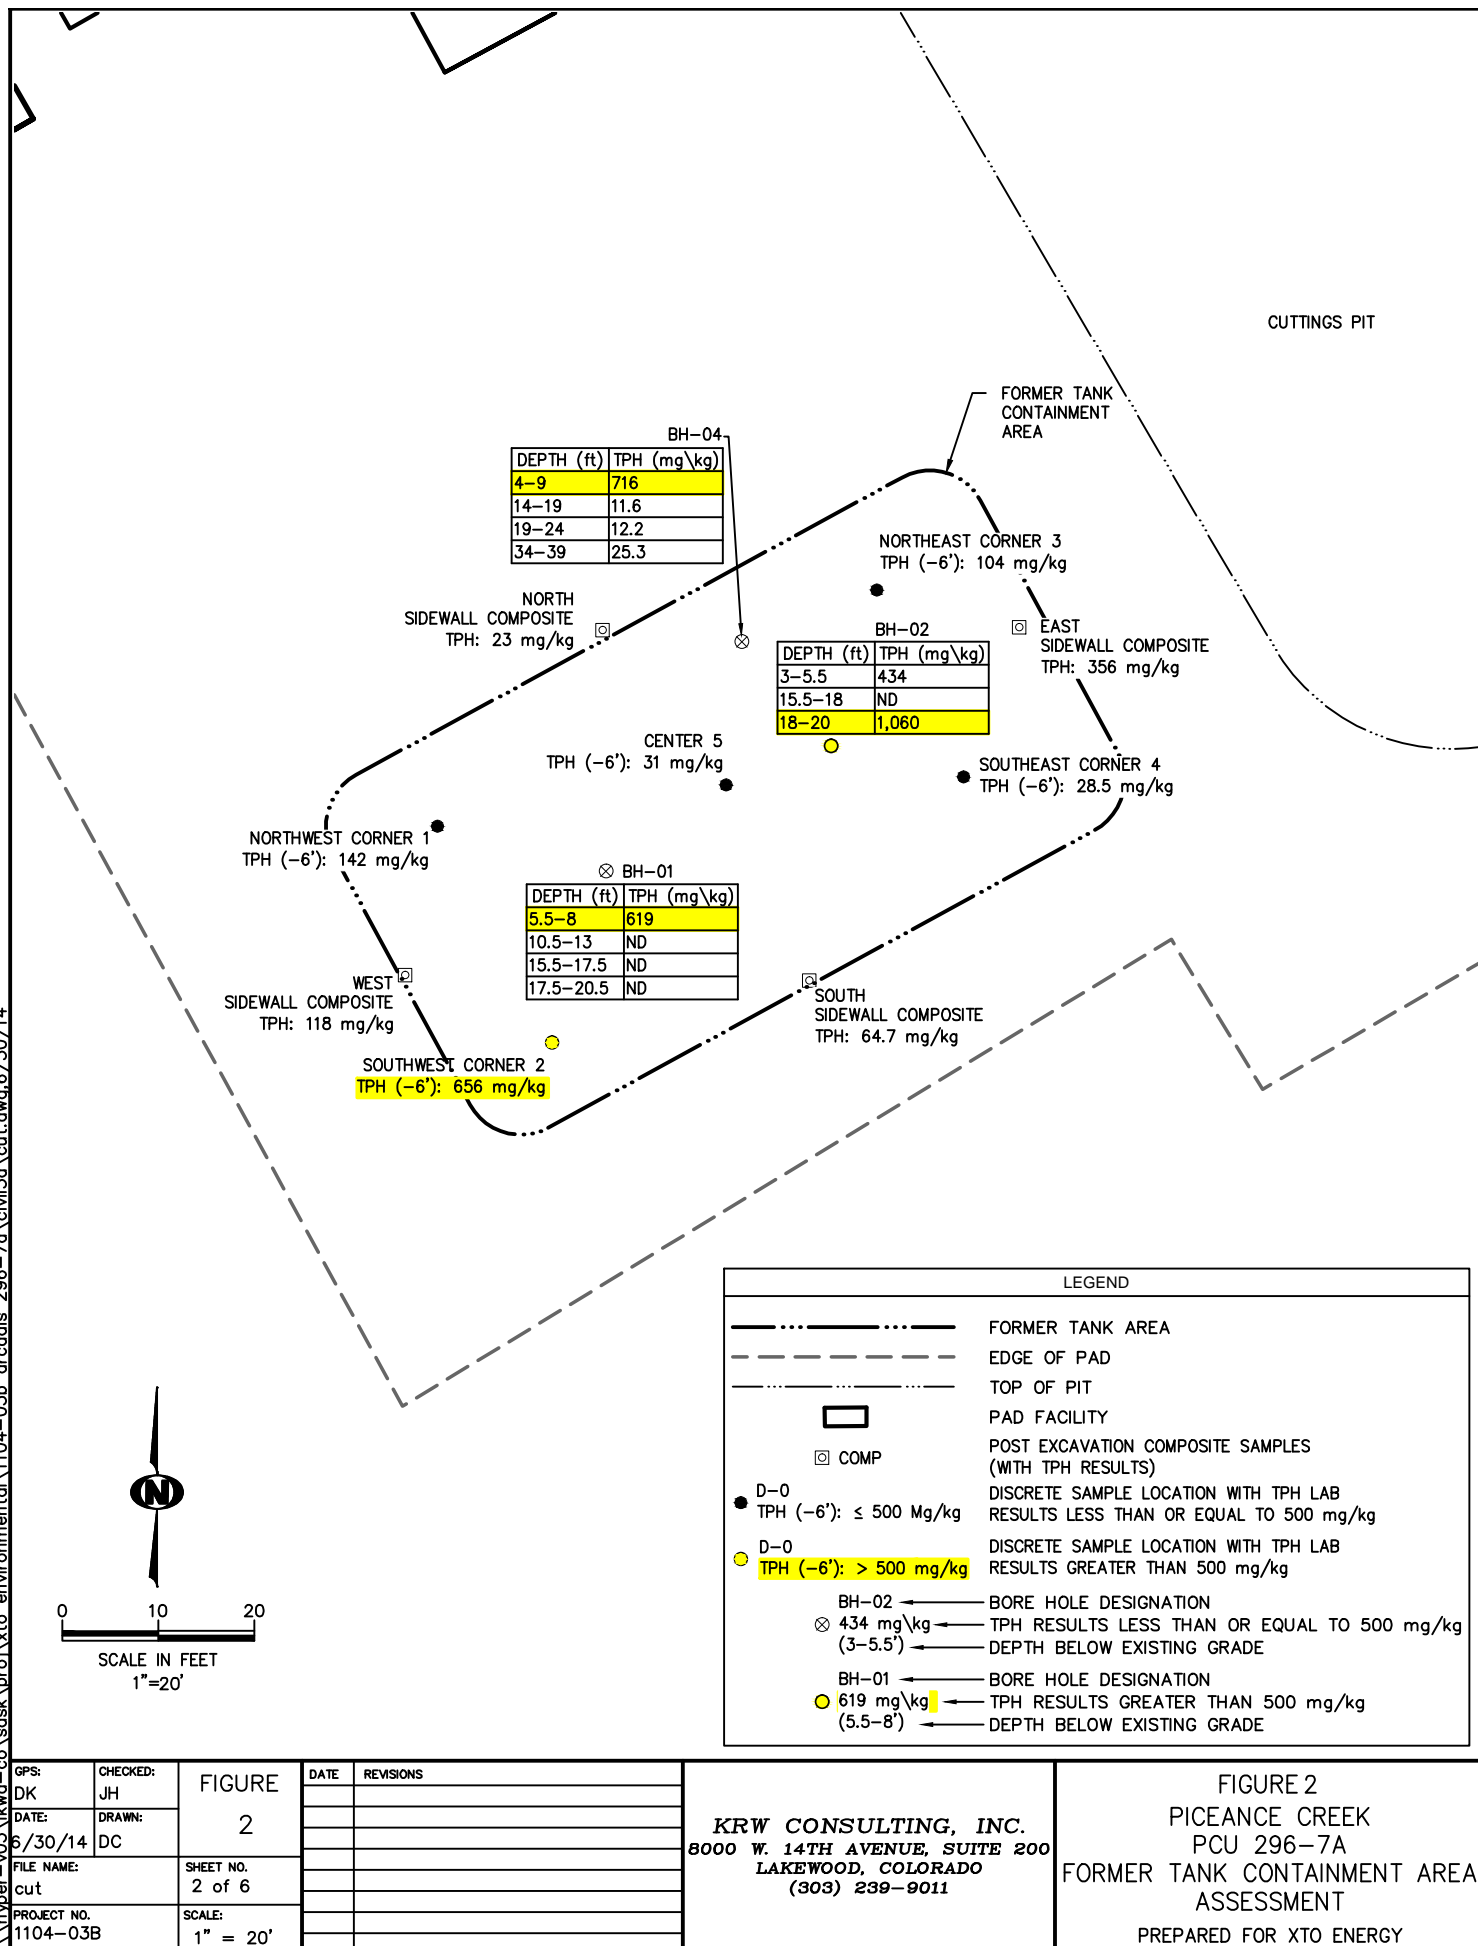 CUTTINGS PIT
FORMER TANK
CONTAINMENT
AREA
BH-04
DEPTH (ft) TPH (mg\kg)
4-9 716
14-19 11.6
19-24 12.2
34-39 25.3
NORTHEAST CORNER 3
TPH (-6'): 104 mg/kg
NORTH
SIDEWALL COMPOSITE
TPH: 23 mg/kg
EAST
SIDEWALL COMPOSITE
TPH: 356 mg/kg
BH-02
DEPTH (ft) TPH (mg\kg)
3-5.5 434
15.5-18 ND
18-20 1,060
CENTER 5
TPH (-6'): 31 mg/kg
SOUTHEAST CORNER 4
TPH (-6'): 28.5 mg/kg
NORTHWEST CORNER 1
TPH (-6'): 142 mg/kg
BH-01
DEPTH (ft) TPH (mg\kg)
5.5-8 619
10.5-13 ND
15.5-17.5 ND
17.5-20.5 ND
WEST
SIDEWALL COMPOSITE
TPH: 118 mg/kg
SOUTH
SIDEWALL COMPOSITE
TPH: 64.7 mg/kg
SOUTHWEST CORNER 2
TPH (-6'): 656 mg/kg
LEGEND
FORMER TANK AREA
EDGE OF PAD
TOP OF PIT
PAD FACILITY
COMP
POST EXCAVATION COMPOSITE SAMPLES
(WITH TPH RESULTS)
D-0
TPH (-6'): ≤ 500 Mg/kg
DISCRETE SAMPLE LOCATION WITH TPH LAB
RESULTS LESS THAN OR EQUAL TO 500 mg/kg
D-0
TPH (-6'): > 500 mg/kg
DISCRETE SAMPLE LOCATION WITH TPH LAB
RESULTS GREATER THAN 500 mg/kg
BH-02 BORE HOLE DESIGNATION
434 mg\kg TPH RESULTS LESS THAN OR EQUAL TO 500 mg/kg
(3-5.5') DEPTH BELOW EXISTING GRADE
BH-01 BORE HOLE DESIGNATION
619 mg\kg TPH RESULTS GREATER THAN 500 mg/kg
(5.5-8') DEPTH BELOW EXISTING GRADE
N
0 10 20
SCALE IN FEET
1"=20'
GPS:
DK
CHECKED:
JH
DATE:
6/30/14
DRAWN:
DC
FILE NAME:
cut
PROJECT NO.
1104-03B
FIGURE
2
SHEET NO.
2 of 6
SCALE:
1" = 20'
DATE REVISIONS
KRW CONSULTING, INC.
8000 W. 14TH AVENUE, SUITE 200
LAKEWOOD, COLORADO
(303) 239-9011
FIGURE 2
PICEANCE CREEK
PCU 296-7A
FORMER TANK CONTAINMENT AREA
ASSESSMENT
PREPARED FOR XTO ENERGY